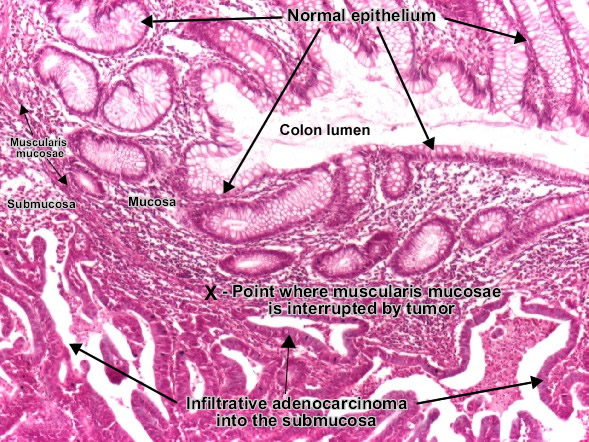 Normal epithelium
Colon lumen
Muscularis
mucosae
Submucosa
Mucosa
X - Point where muscularis mucosae
is interrupted by tumor
Infiltrative adenocarcinoma
into the submucosa